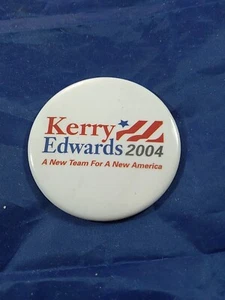 Kerry
Edwards 2004
A New Team For A New America